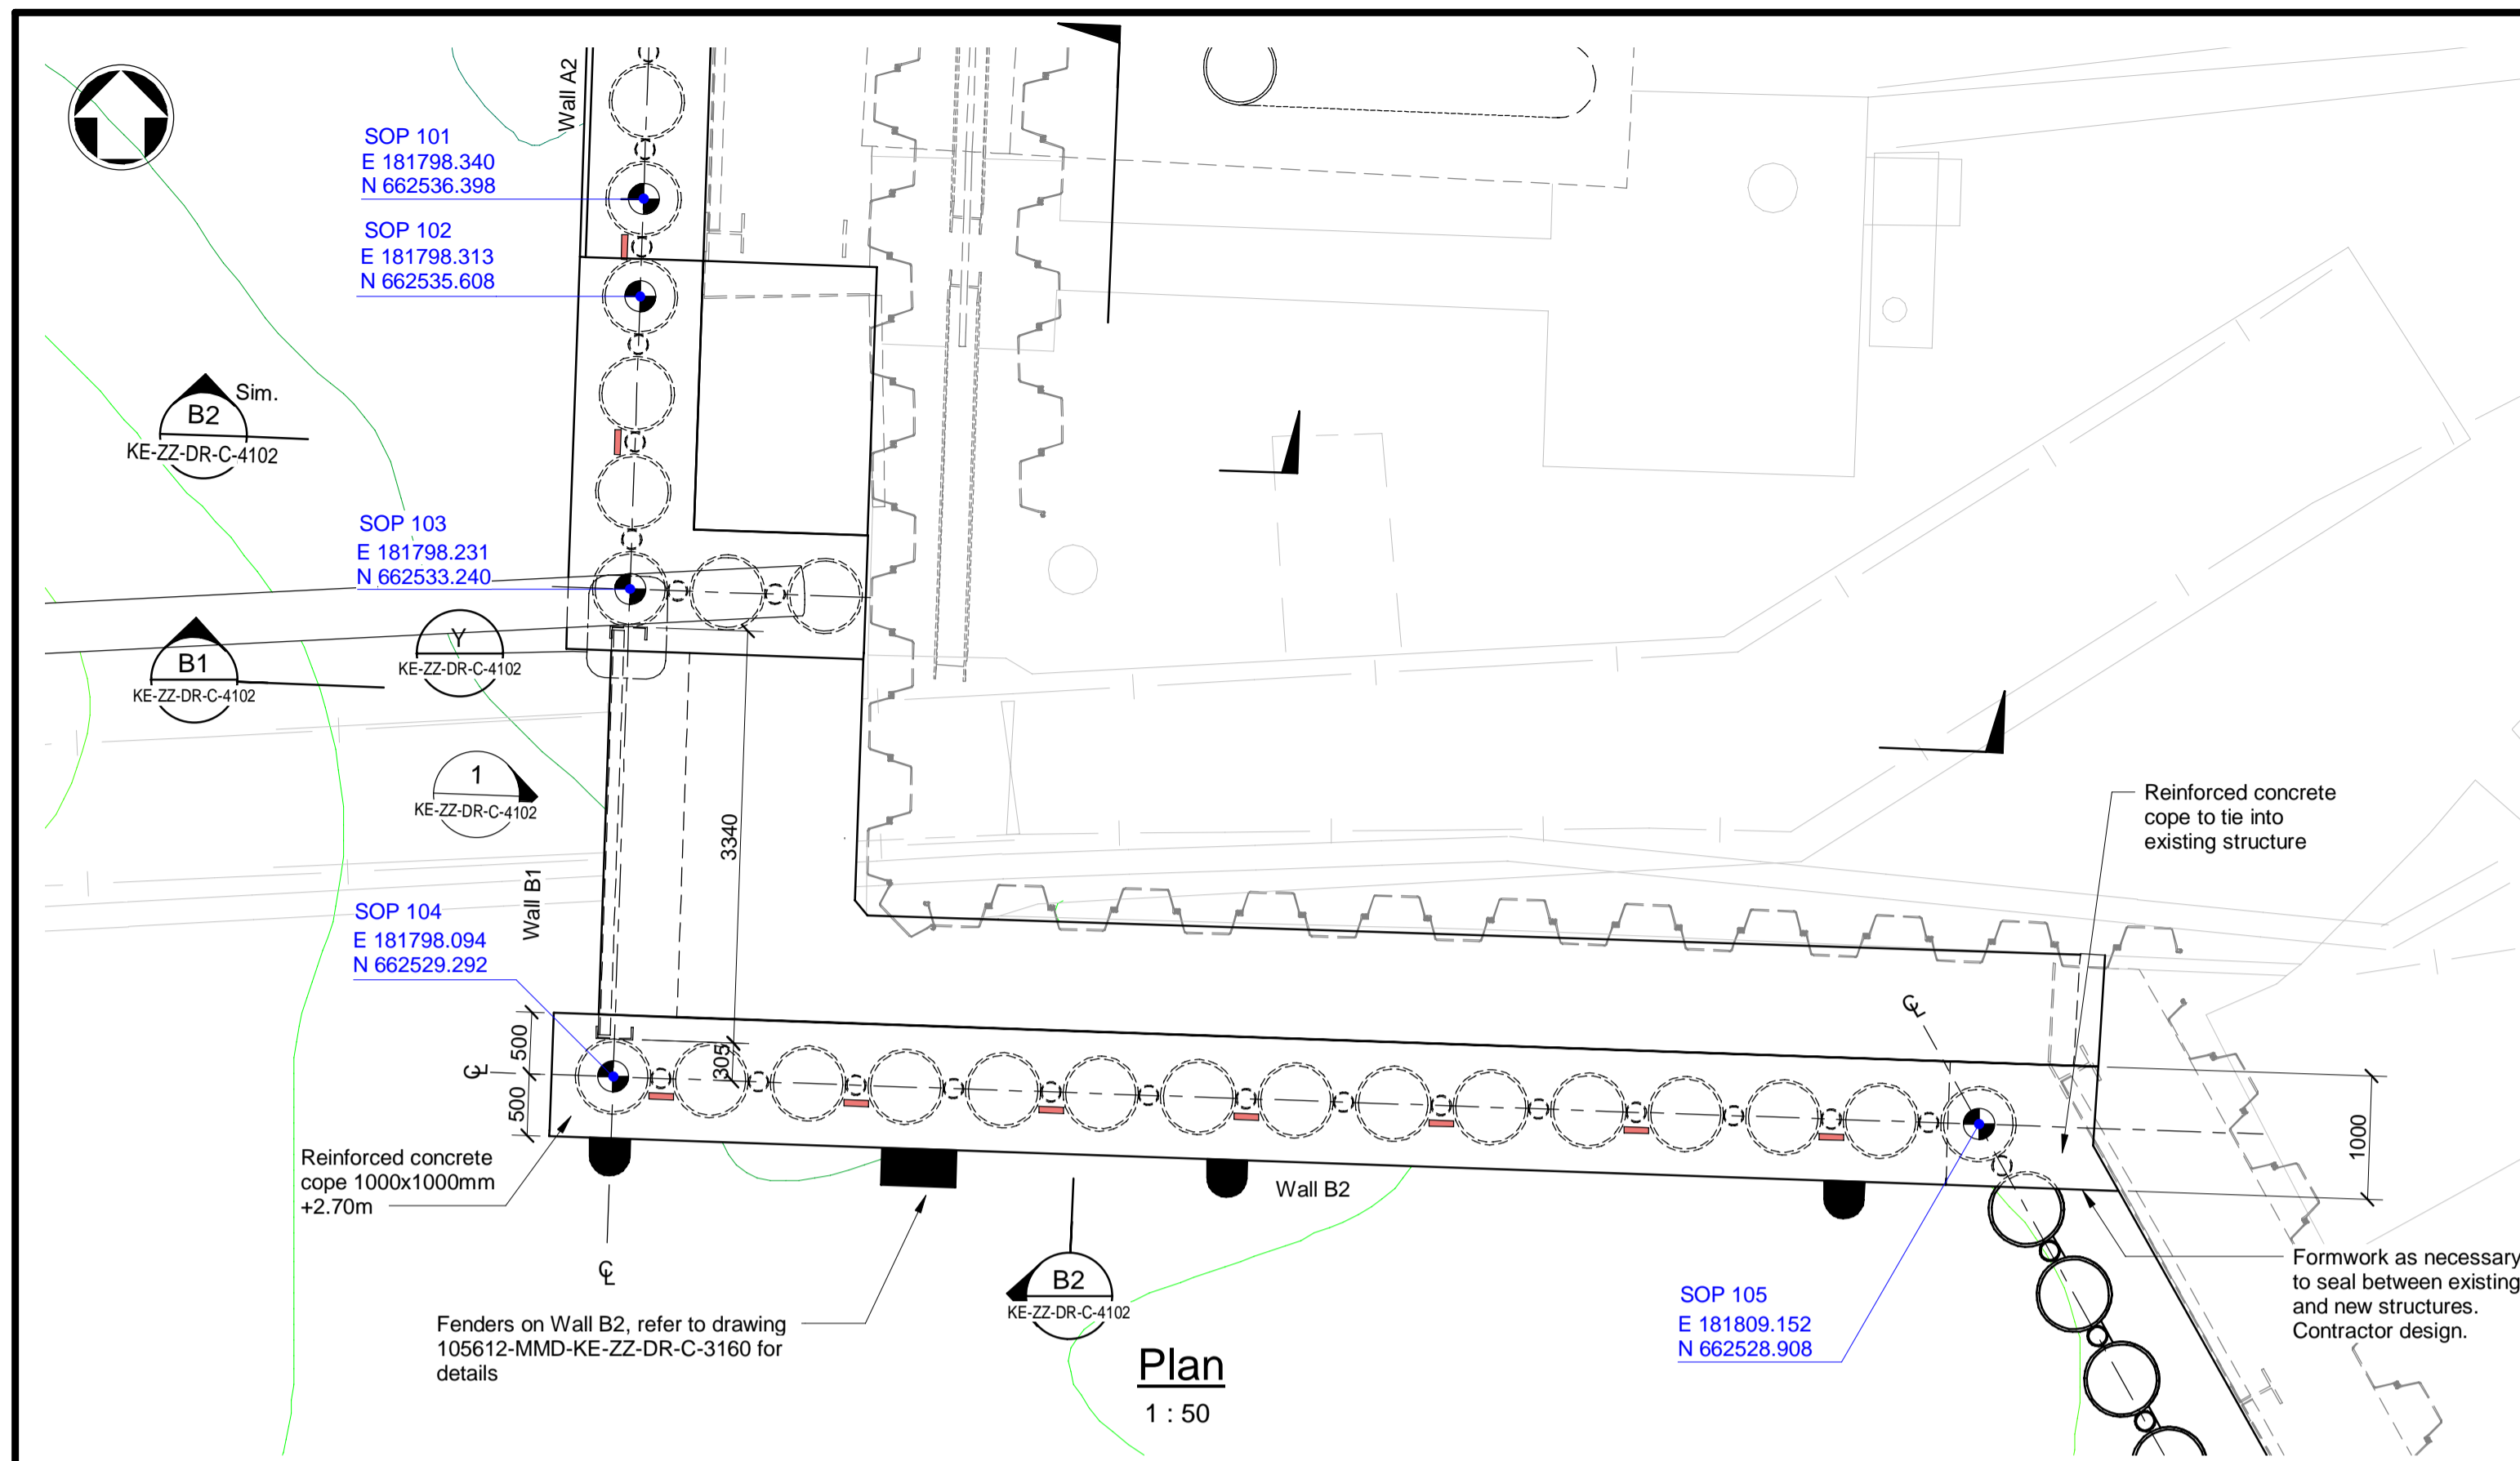 Wall A2
SOP 101
E 181798.340
N 662536.398
SOP 102
E 181798.313
N 662535.608
B2
Sim.
KE-ZZ-DR-C-4102
SOP 103
E 181798.231
N 662533.240
Y
KE-ZZ-DR-C-4102
B1
KE-ZZ-DR-C-4102
1
KE-ZZ-DR-C-4102
3340
Wall B1
Reinforced concrete
cope to tie into
existing structure
SOP 104
E 181798.094
N 662529.292
500
500
305
℄
℄
℄
1000
Reinforced concrete
cope 1000x1000mm
+2.70m
Wall B2
B2
KE-ZZ-DR-C-4102
Fenders on Wall B2, refer to drawing
105612-MMD-KE-ZZ-DR-C-3160 for
details
SOP 105
E 181809.152
N 662528.908
Formwork as necessary
to seal between existing
and new structures.
Contractor design.
Plan
1 : 50